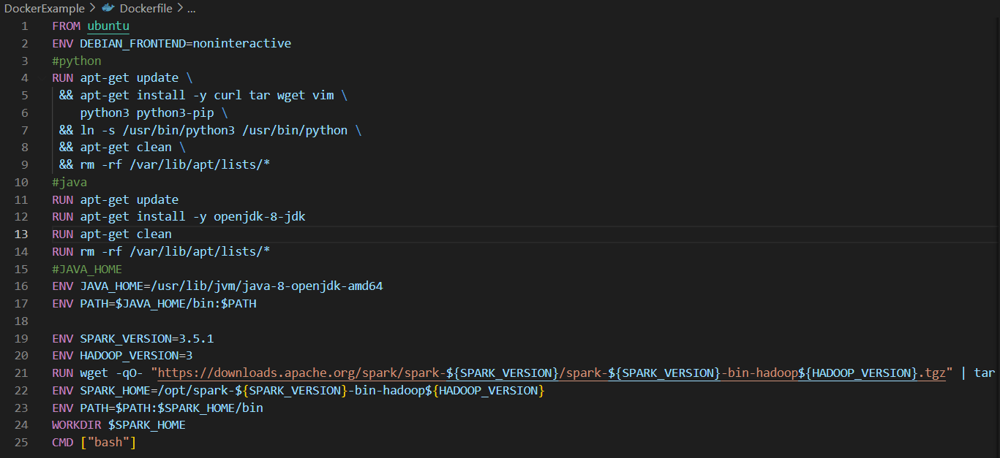 DockerExample > Dockerfile > ...
1 FROM ubuntu
2 ENV DEBIAN_FRONTEND=noninteractive
3 #python
4 RUN apt-get update \
5 && apt-get install -y curl tar wget vim \
6 python3 python3-pip \
7 && ln -s /usr/bin/python3 /usr/bin/python \
8 && apt-get clean \
9 && rm -rf /var/lib/apt/lists/*
10 #java
11 RUN apt-get update
12 RUN apt-get install -y openjdk-8-jdk
13 RUN apt-get clean
14 RUN rm -rf /var/lib/apt/lists/*
15 #JAVA_HOME
16 ENV JAVA_HOME=/usr/lib/jvm/java-8-openjdk-amd64
17 ENV PATH=$JAVA_HOME/bin:$PATH
18
19 ENV SPARK_VERSION=3.5.1
20 ENV HADOOP_VERSION=3
21 RUN wget -qO- "https://downloads.apache.org/spark/spark-${SPARK_VERSION}/spark-${SPARK_VERSION}-bin-hadoop${HADOOP_VERSION}.tgz" | tar
22 ENV SPARK_HOME=/opt/spark-${SPARK_VERSION}-bin-hadoop${HADOOP_VERSION}
23 ENV PATH=$PATH:$SPARK_HOME/bin
24 WORKDIR $SPARK_HOME
25 CMD ["bash"]